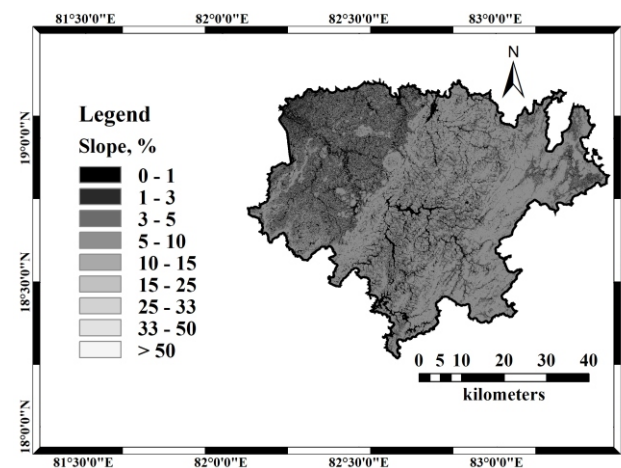 81°30'0"E 82°0'0"E 82°30'0"E 83°0'0"E
N
19°0'0"N
Legend
Slope, %
0 - 1
1 - 3
3 - 5
5 - 10
10 - 15
15 - 25
25 - 33
33 - 50
> 50
18°30'0"N
0 5 10 20 30 40
kilometers
18°0'0"N
81°30'0"E 82°0'0"E 82°30'0"E 83°0'0"E